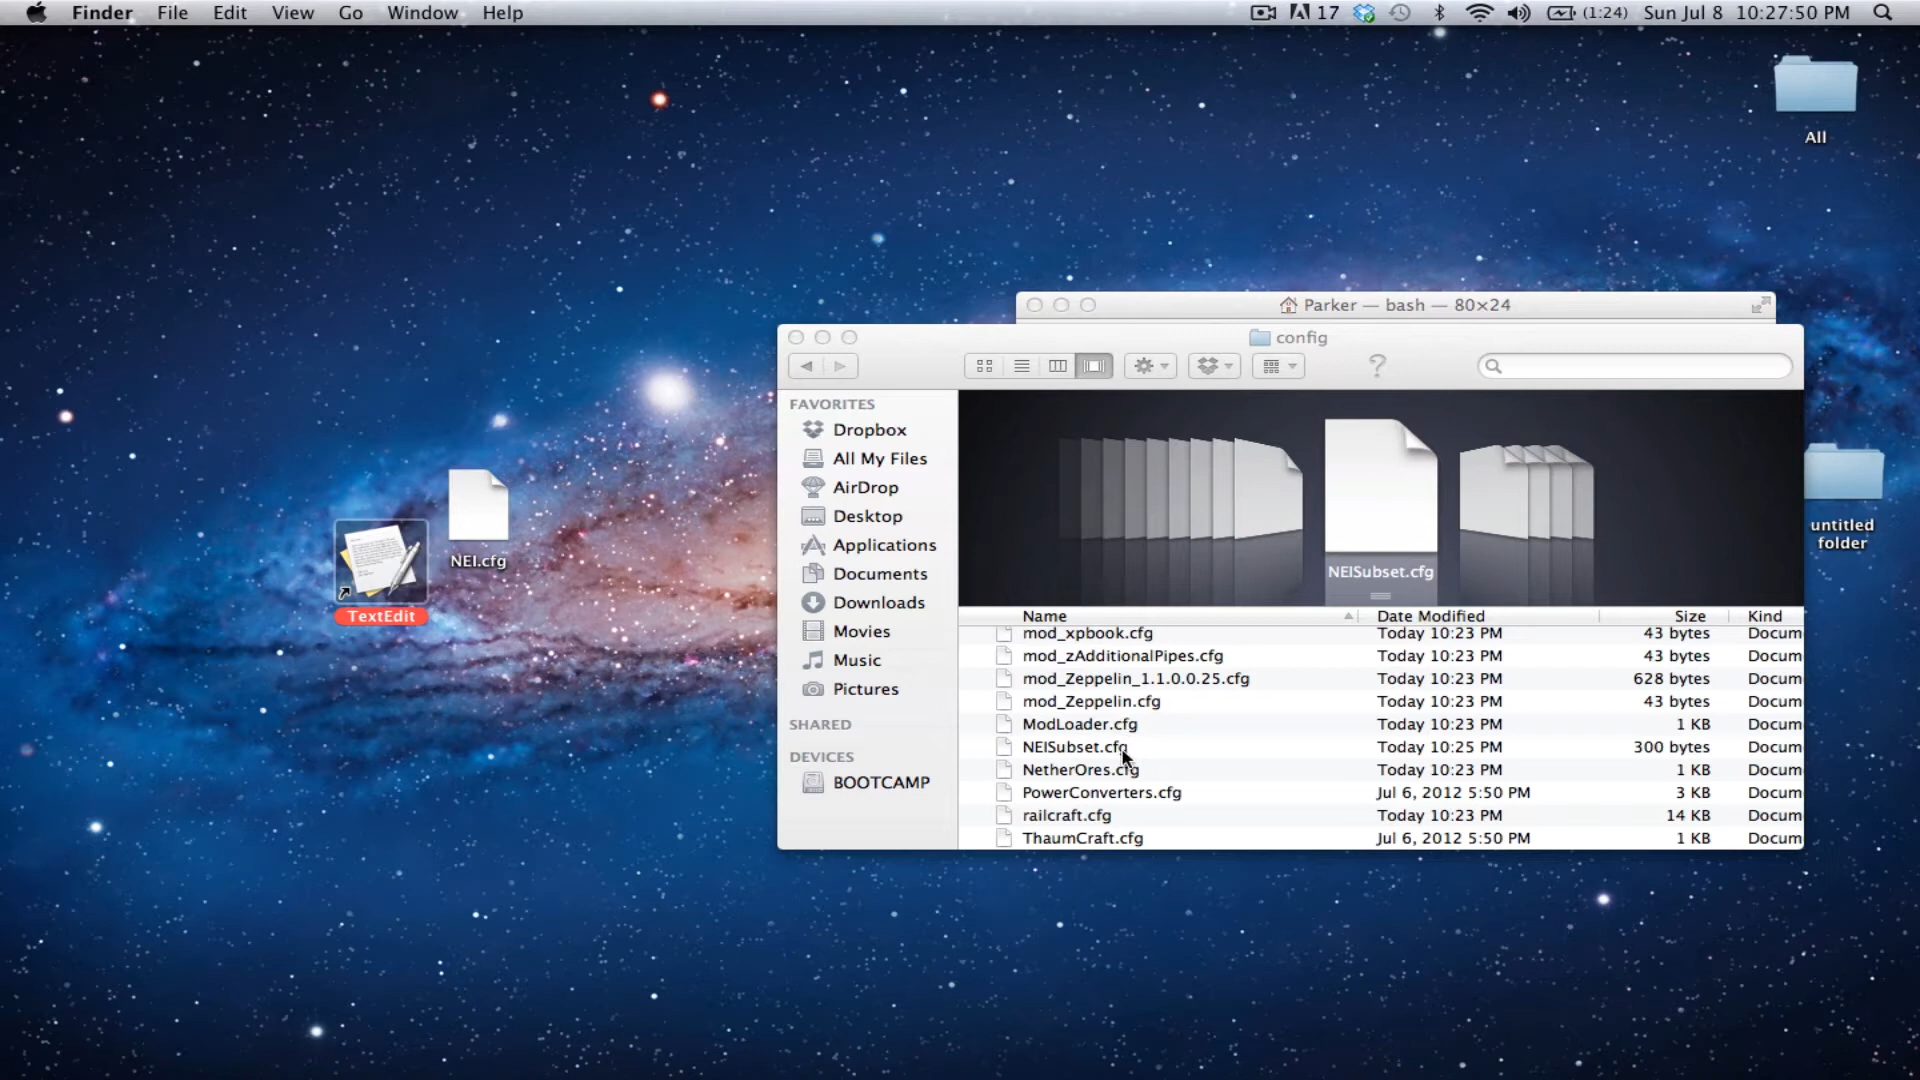 Finder File Edit View Go Window Help 17 (1:24) Sun Jul 8 10:27:50 PM
All
Parker — bash — 80×24
config
FAVORITES
Dropbox
All My Files
AirDrop
Desktop
Applications
Documents
Downloads
Movies
Music
Pictures
SHARED
DEVICES
BOOTCAMP
NEISubset.cfg
Name Date Modified Size Kind
mod_xpbook.cfg Today 10:23 PM 43 bytes Docum
mod_zAdditionalPipes.cfg Today 10:23 PM 43 bytes Docum
mod_Zeppelin_1.1.0.0.25.cfg Today 10:23 PM 628 bytes Docum
mod_Zeppelin.cfg Today 10:23 PM 43 bytes Docum
ModLoader.cfg Today 10:23 PM 1 KB Docum
NEISubset.cfg Today 10:25 PM 300 bytes Docum
NetherOres.cfg Today 10:23 PM 1 KB Docum
PowerConverters.cfg Jul 6, 2012 5:50 PM 3 KB Docum
railcraft.cfg Today 10:23 PM 14 KB Docum
ThaumCraft.cfg Jul 6, 2012 5:50 PM 1 KB Docum
NEI.cfg
TextEdit
untitled
folder